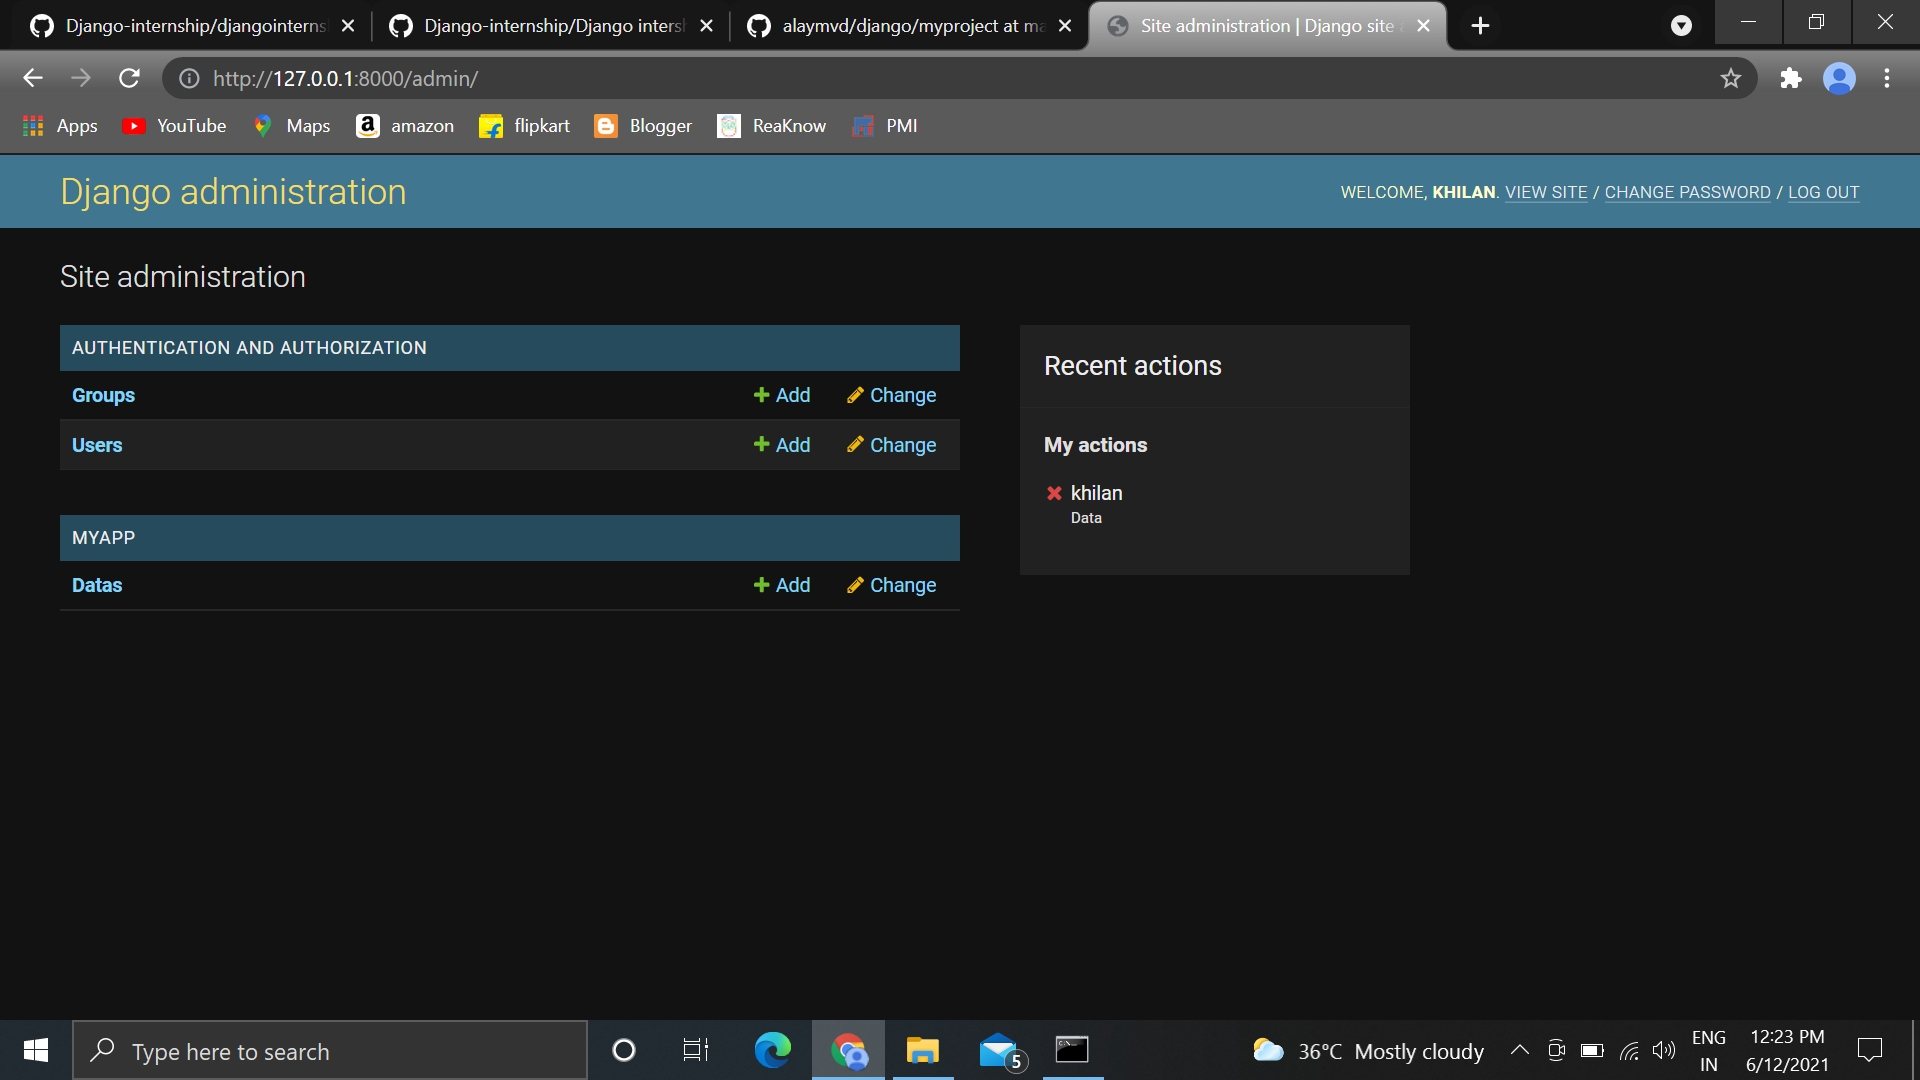 Django-internship/djangointerns
Django-internship/Django inters
alaymvd/django/myproject at ma
Site administration | Django site a
http://127.0.0.1:8000/admin/
Apps
YouTube
Maps
amazon
flipkart
Blogger
ReaKnow
PMI
Django administration
WELCOME, KHILAN. VIEW SITE / CHANGE PASSWORD / LOG OUT
Site administration
AUTHENTICATION AND AUTHORIZATION
Groups
Add
Change
Users
Add
Change
MYAPP
Datas
Add
Change
Recent actions
My actions
khilan
Data
Type here to search
5
36°C Mostly cloudy
ENG
IN
12:23 PM
6/12/2021